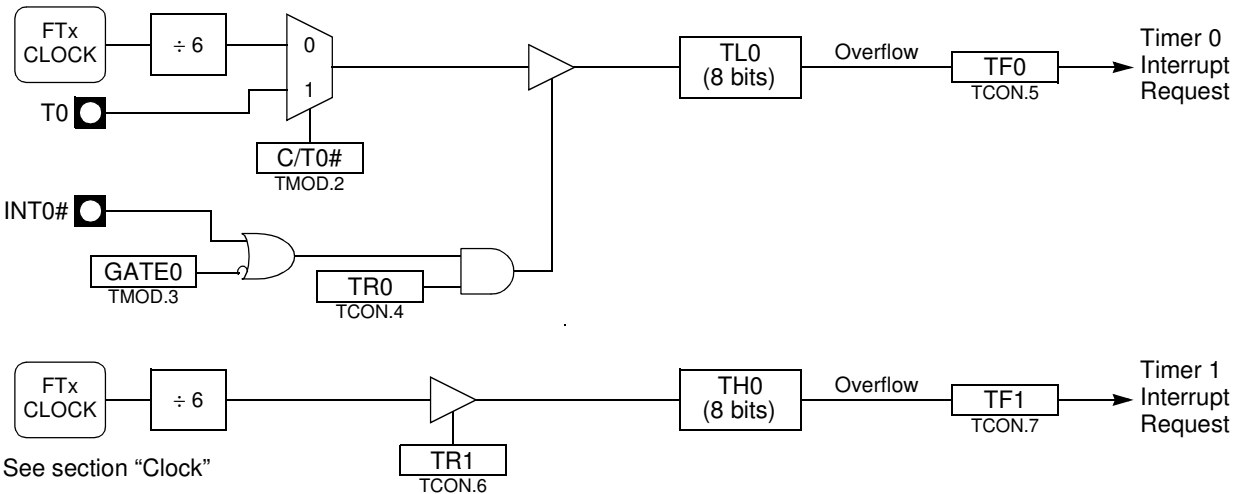 FTx
CLOCK
÷ 6
0
1
T0
C/T0#
TMOD.2
TL0
(8 bits)
Overflow
TF0
TCON.5
Timer 0
Interrupt
Request
INT0#
GATE0
TMOD.3
TR0
TCON.4
FTx
CLOCK
÷ 6
TR1
TCON.6
TH0
(8 bits)
Overflow
TF1
TCON.7
Timer 1
Interrupt
Request
See section “Clock”